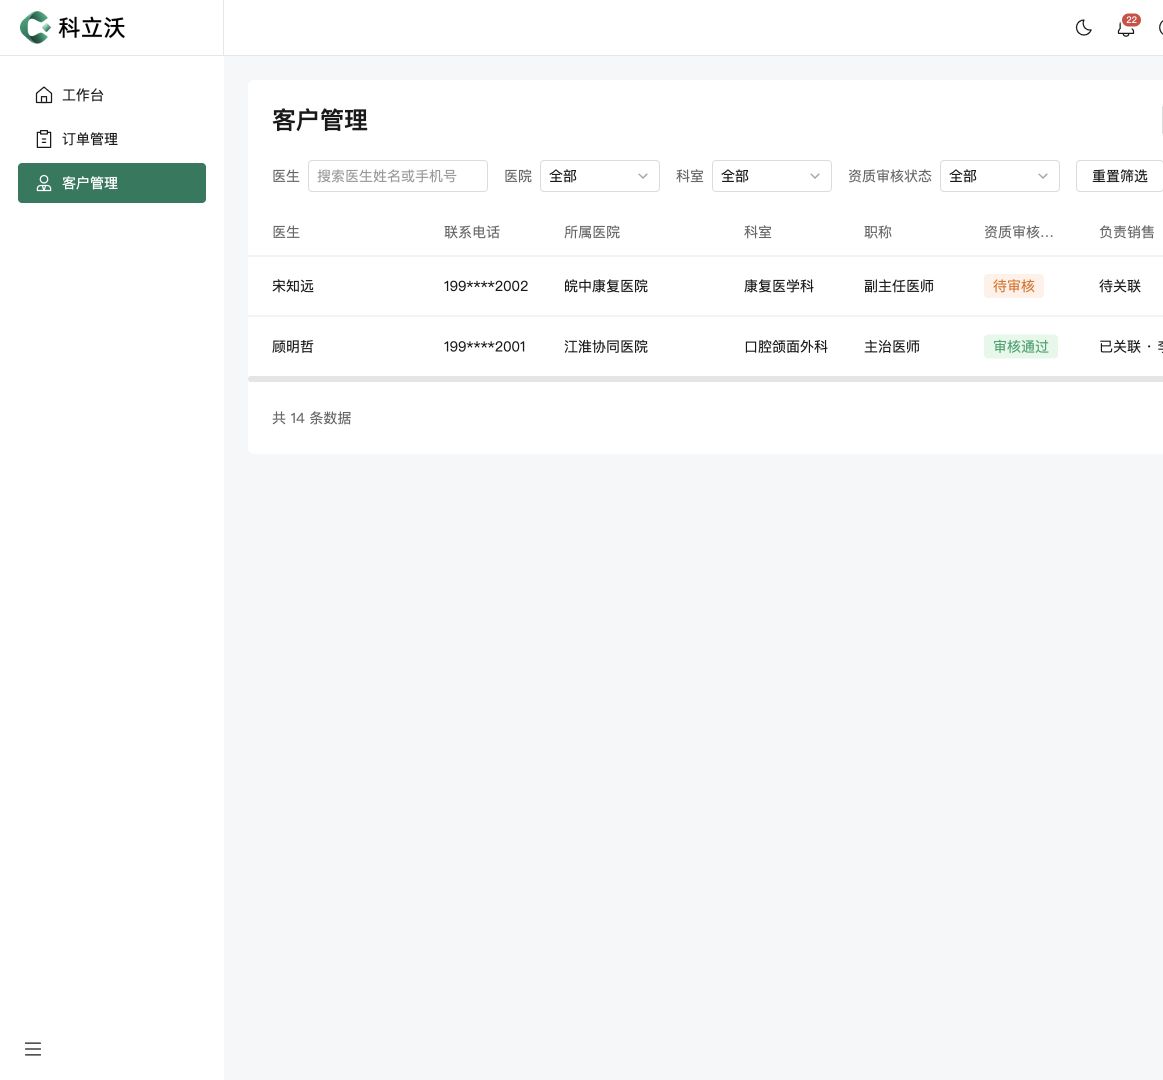 科立沃
22
工作台
订单管理
客户管理
客户管理
医生 搜索医生姓名或手机号 医院 全部 科室 全部 资质审核状态 全部 重置筛选
医生 联系电话 所属医院 科室 职称 资质审核... 负责销售
宋知远 199****2002 皖中康复医院 康复医学科 副主任医师 待审核 待关联
顾明哲 199****2001 江淮协同医院 口腔颌面外科 主治医师 审核通过 已关联 ·
共 14 条数据